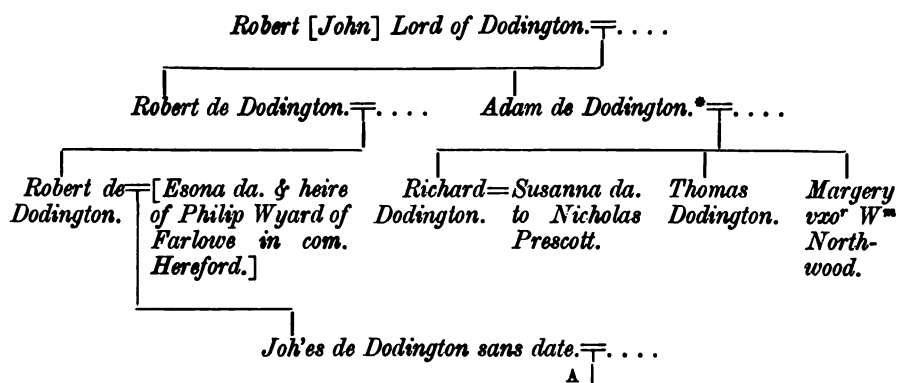 Robert [John] Lord of Dodington.=. . . .
Robert de Dodington.=. . . .
Adam de Dodington.*=. . . .
Robert de=
Dodington.
[Esona da. & heire
of Philip Wyard of
Farlowe in com.
Hereford.]
Richard=
Dodington.
Susanna da.
to Nicholas
Prescott.
Thomas
Dodington.
Margery
vxoʳ Wᵐ
North-
wood.
Joh'es de Dodington sans date.=. . . .
A